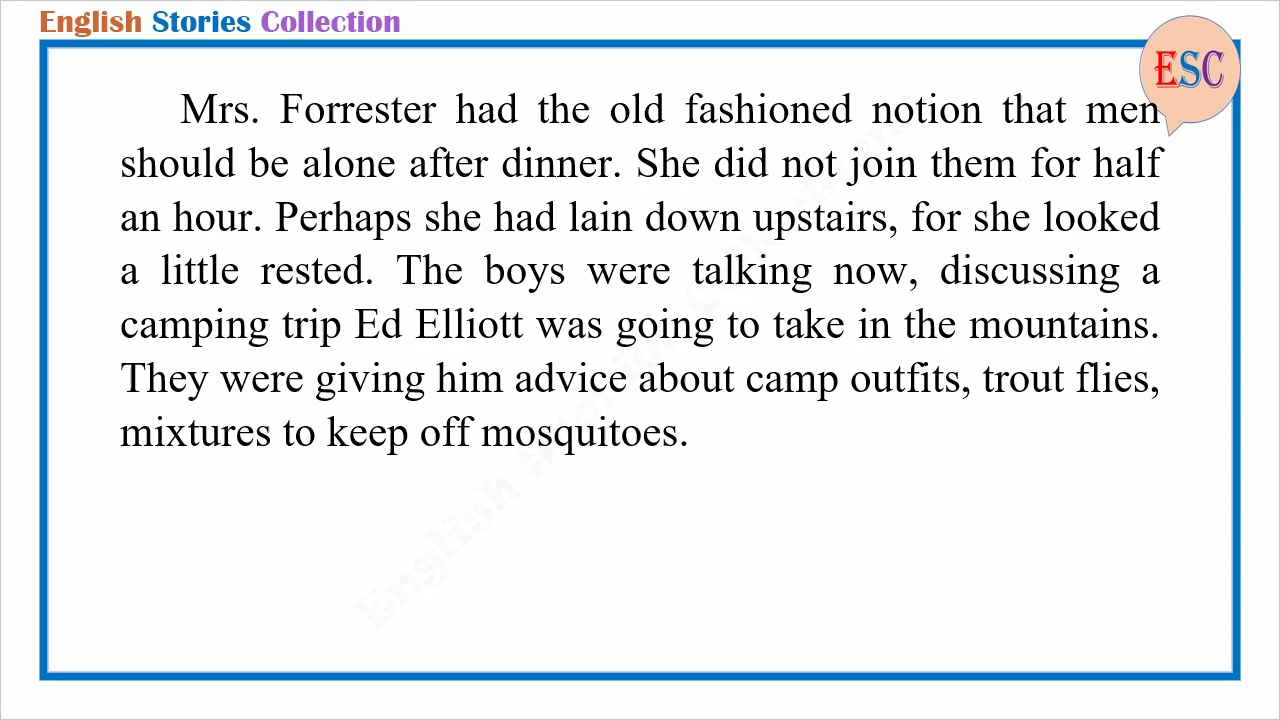 English Stories Collection
ESC
Mrs. Forrester had the old fashioned notion that men
should be alone after dinner. She did not join them for half
an hour. Perhaps she had lain down upstairs, for she looked
a little rested. The boys were talking now, discussing a
camping trip Ed Elliott was going to take in the mountains.
They were giving him advice about camp outfits, trout flies,
mixtures to keep off mosquitoes.
English Stories Collection